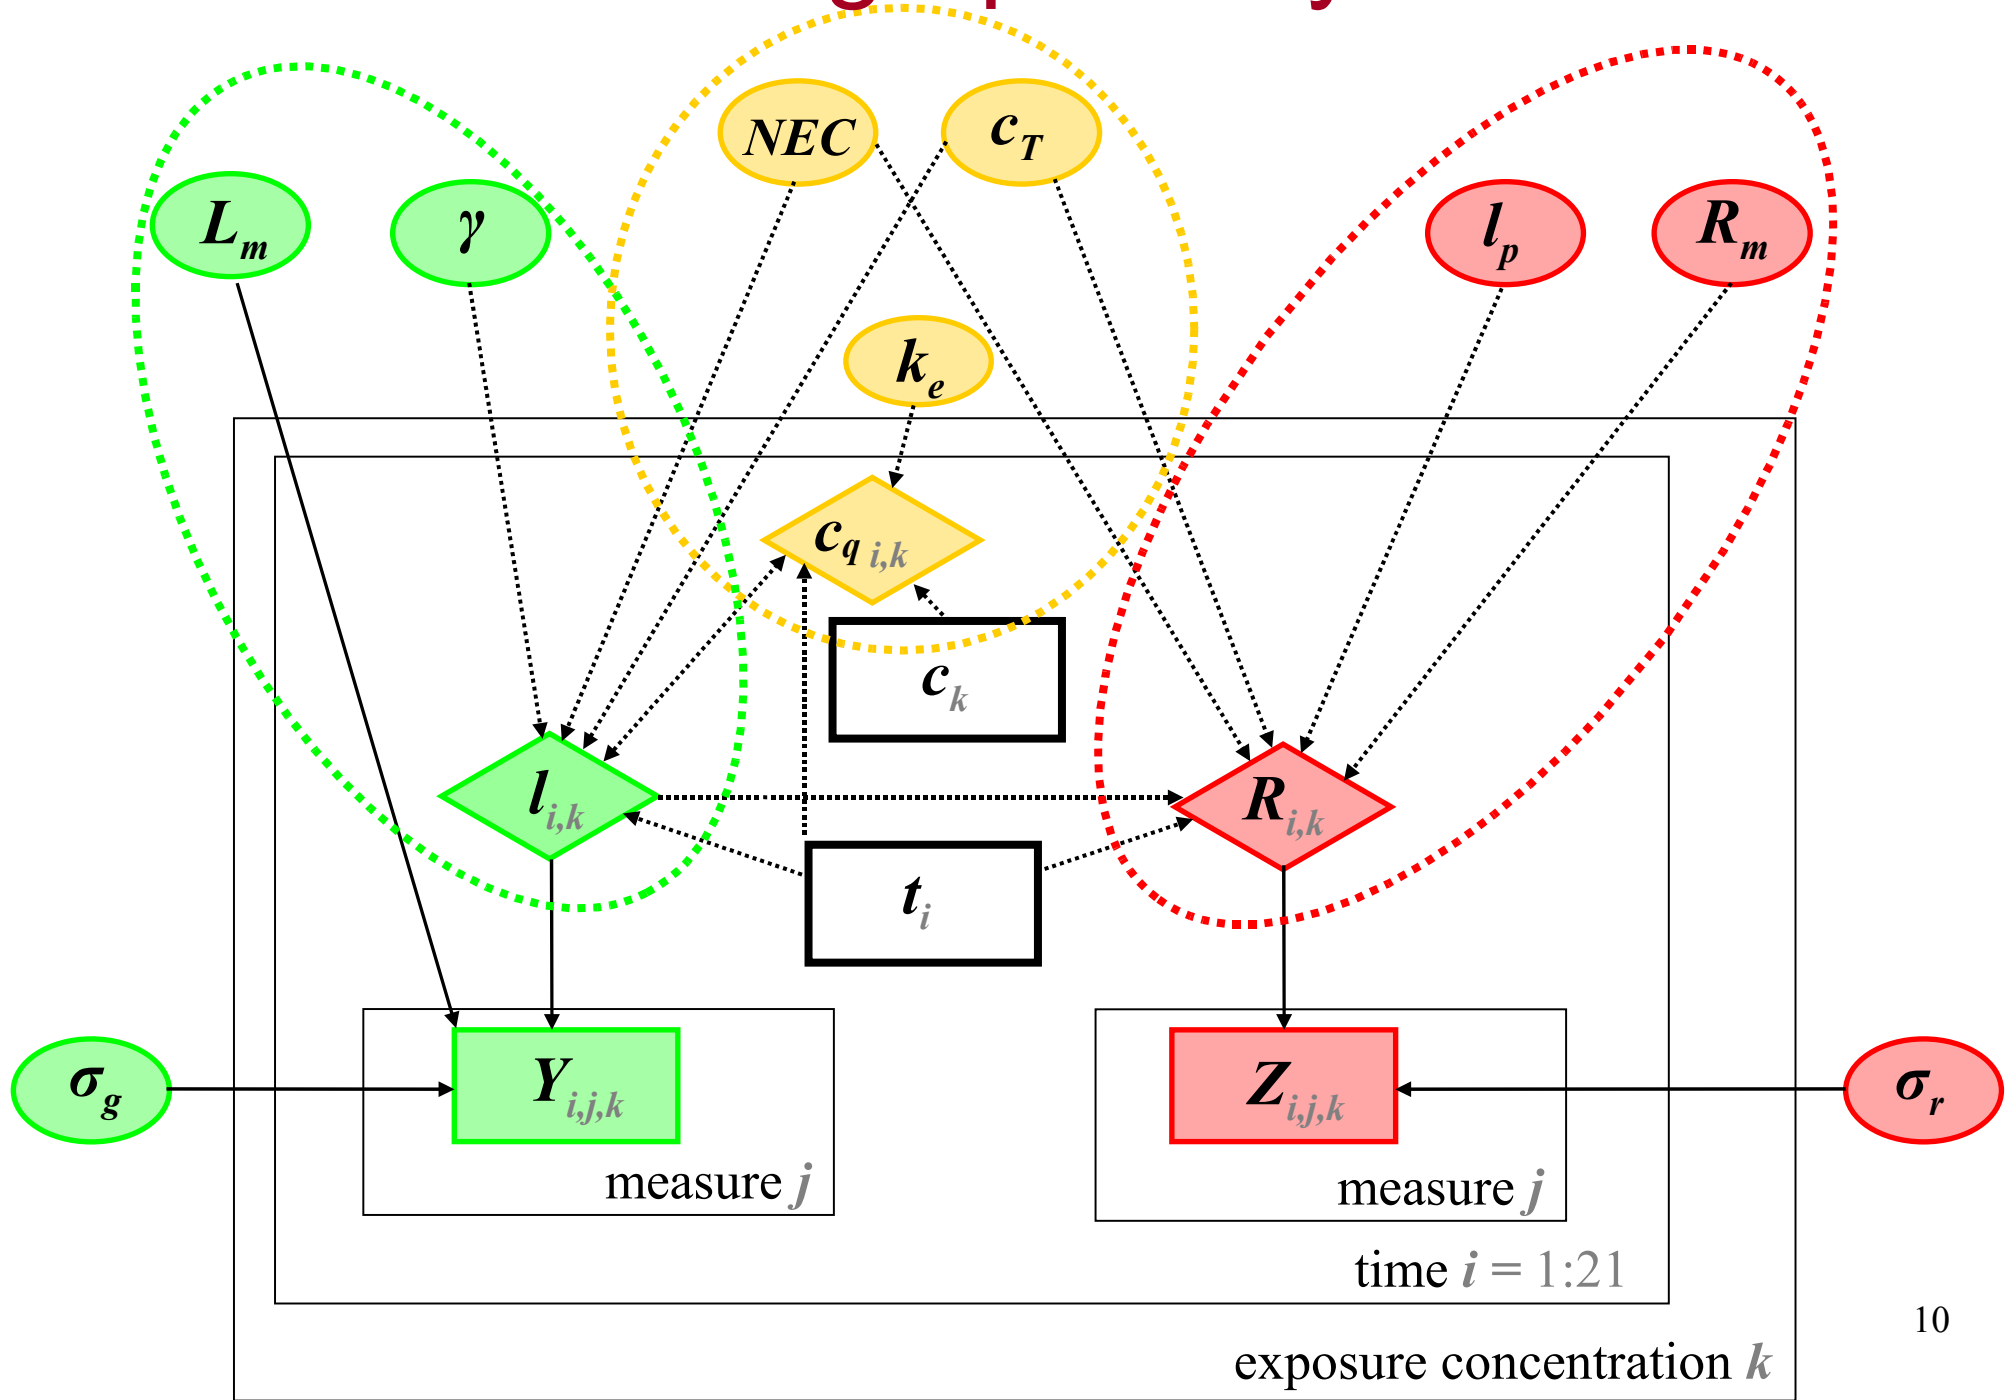 NEC
c_T
L_m
γ
l_p
R_m
k_e
c_q i,k
c_k
l_i,k
R_i,k
t_i
σ_g
Y_i,j,k
Z_i,j,k
σ_r
measure j
measure j
time i = 1:21
10
exposure concentration k